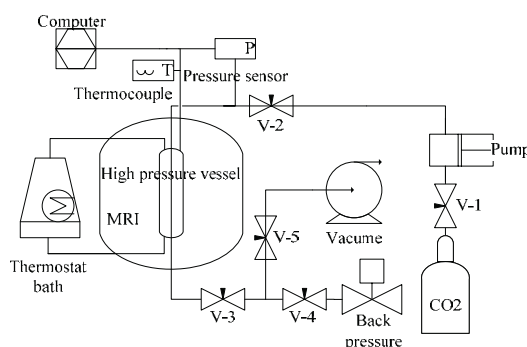 Computer
P
T
Pressure sensor
Thermocouple
V-2
Pump
High pressure vessel
V-1
MRI
V-5
Vacume
Thermostat
bath
CO2
V-3
V-4
Back
pressure